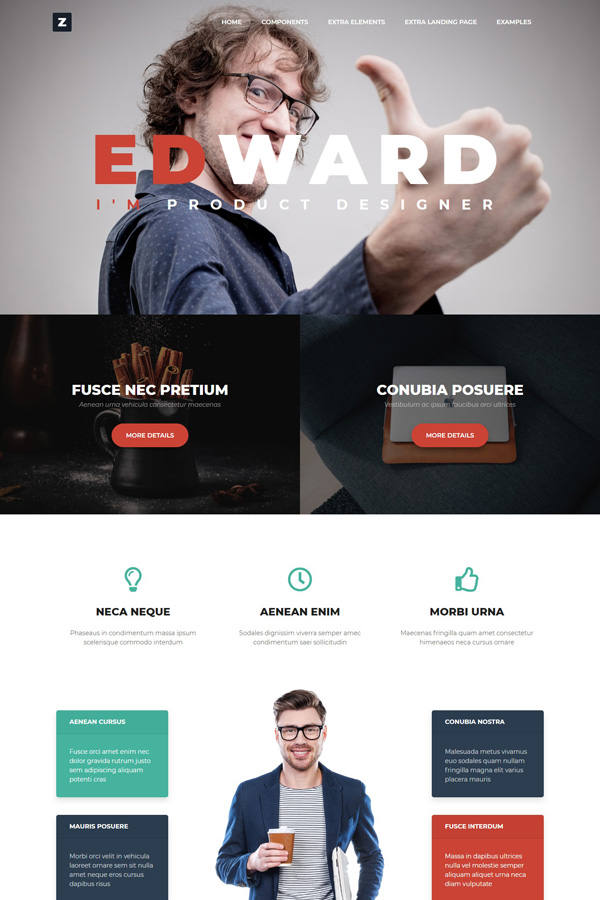 Z
HOME COMPONENTS EXTRA ELEMENTS EXTRA LANDING PAGE EXAMPLES
EDWARD
I'M PRODUCT DESIGNER
FUSCE NEC PRETIUM
Aenean urna vehicula consectetur maecenas
MORE DETAILS
CONUBIA POSUERE
Vestibulum ac ipsum faucibus orci ultrices
MORE DETAILS
NECA NEQUE
Phaseaus in condimentum massa ipsum
scelerisque commodo interdum
AENEAN ENIM
Sodales dignissim viverra semper amec
condimentum saei sollicitudin
MORBI URNA
Maecenas fringilla quam amet consectetur
himenaeos necu cursus ornare
AENEAN CURSUS
Fusce orci amet enim nec
dolor gravida rutrum justo
sem adipiscing aliquam
potenti cras
MAURIS POSUERE
Morbi orci velit in vehicula
laoreet ornare sem sit nulla
amet neque eros cursus
dapibus risus
CONUBIA NOSTRA
Malesuada metus vivamus
euo sodales quam nullam
fringilla magna elit varius
placera mauris
FUSCE INTERDUM
Massa in dapibus ultrices
nulla vel molestie semper
aliquam aliquet urna neca
diam vulputate